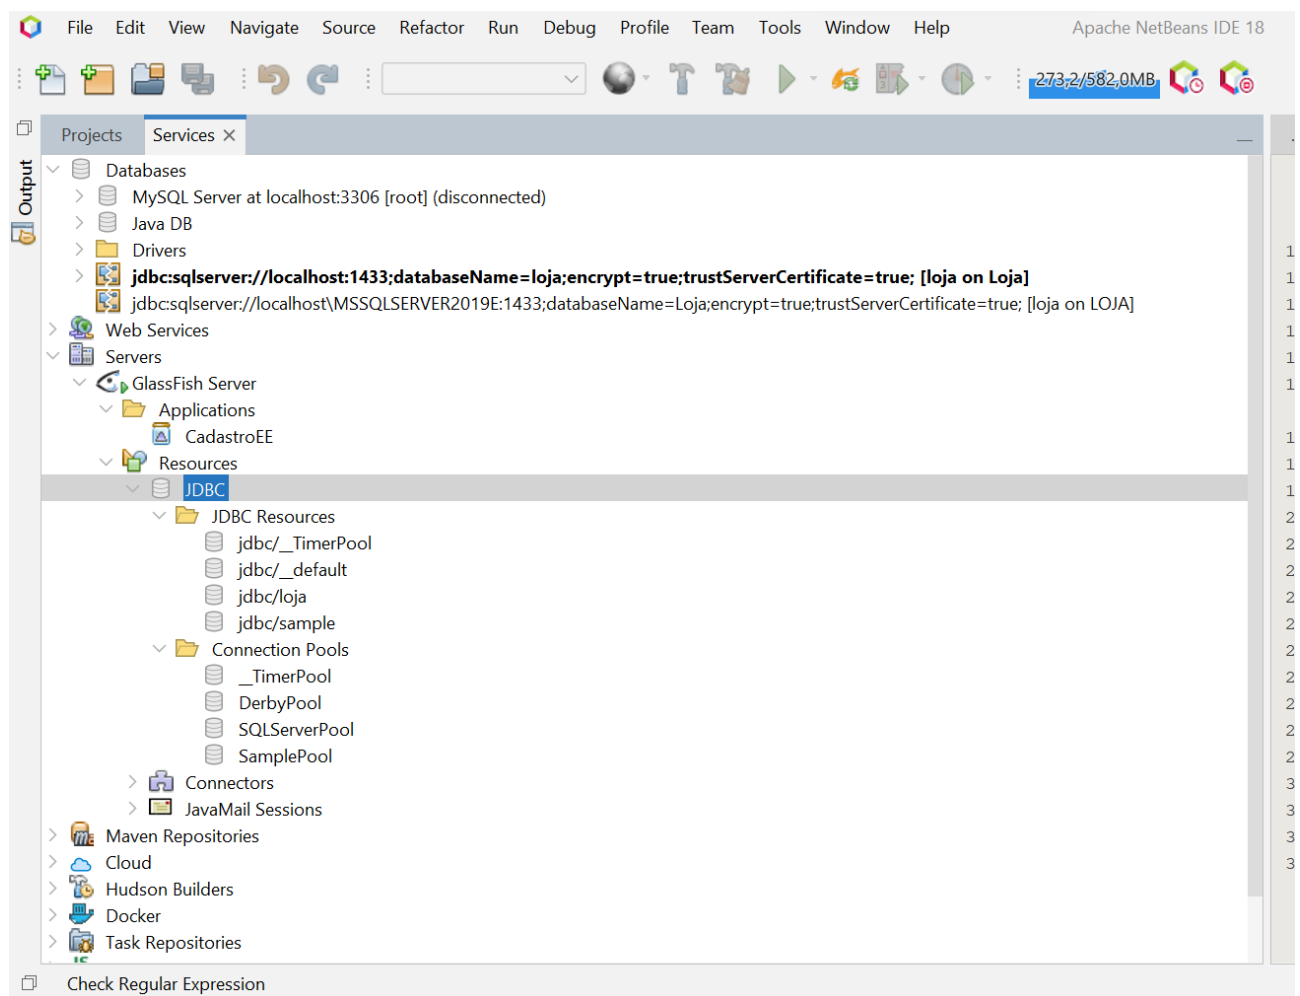 File Edit View Navigate Source Refactor Run Debug Profile Team Tools Window Help Apache NetBeans IDE 18
273,2/582,0MB
Projects Services
Output
Databases
MySQL Server at localhost:3306 [root] (disconnected)
Java DB
Drivers
jdbc:sqlserver://localhost:1433;databaseName=loja;encrypt=true;trustServerCertificate=true; [loja on Loja]
jdbc:sqlserver://localhost\MSSQLSERVER2019E:1433;databaseName=Loja;encrypt=true;trustServerCertificate=true; [loja on LOJA]
Web Services
Servers
GlassFish Server
Applications
CadastroEE
Resources
JDBC
JDBC Resources
jdbc/__TimerPool
jdbc/__default
jdbc/loja
jdbc/sample
Connection Pools
__TimerPool
DerbyPool
SQLServerPool
SamplePool
Connectors
JavaMail Sessions
Maven Repositories
Cloud
Hudson Builders
Docker
Task Repositories
Check Regular Expression